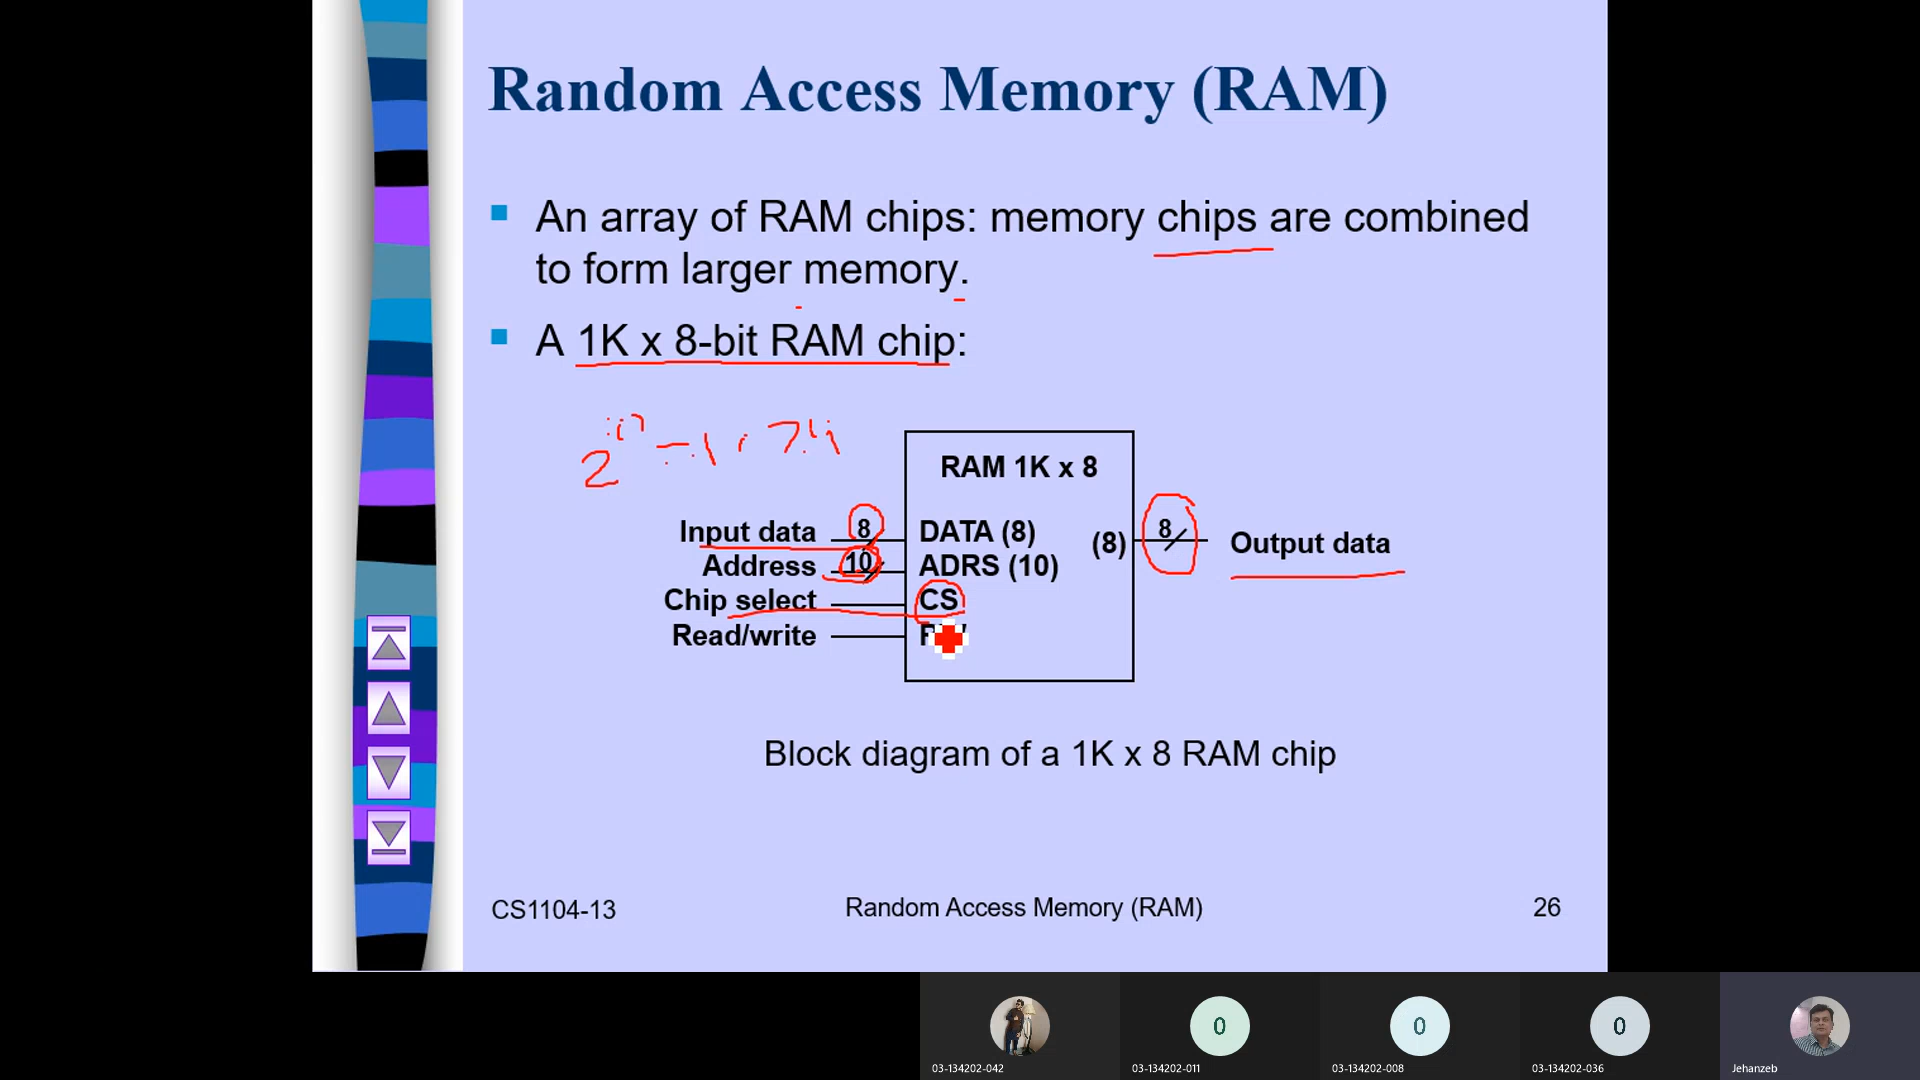 Random Access Memory (RAM)
An array of RAM chips: memory chips are combined
to form larger memory.
A 1K x 8-bit RAM chip:
RAM 1K x 8
Input data 8 DATA (8)
Address 10 ADRS (10)
Chip select CS
Read/write
(8) 8 Output data
Block diagram of a 1K x 8 RAM chip
CS1104-13 Random Access Memory (RAM) 26
03-134202-042 03-134202-011 03-134202-008 03-134202-036 Jehanzeb
0 0 0